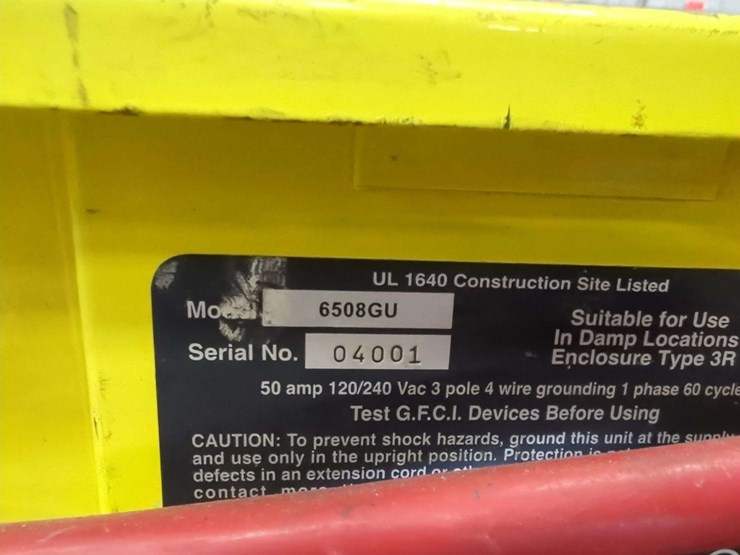 UL 1640 Construction Site Listed
6508GU
Suitable for Use
In Damp Locations
Enclosure Type 3R
Serial No. 04001
50 amp 120/240 Vac 3 pole 4 wire grounding 1 phase 60 cycle
Test G.F.C.I. Devices Before Using
CAUTION: To prevent shock hazards, ground this unit at the
and use only in the upright position. Protection
defects in an extension cord
contact